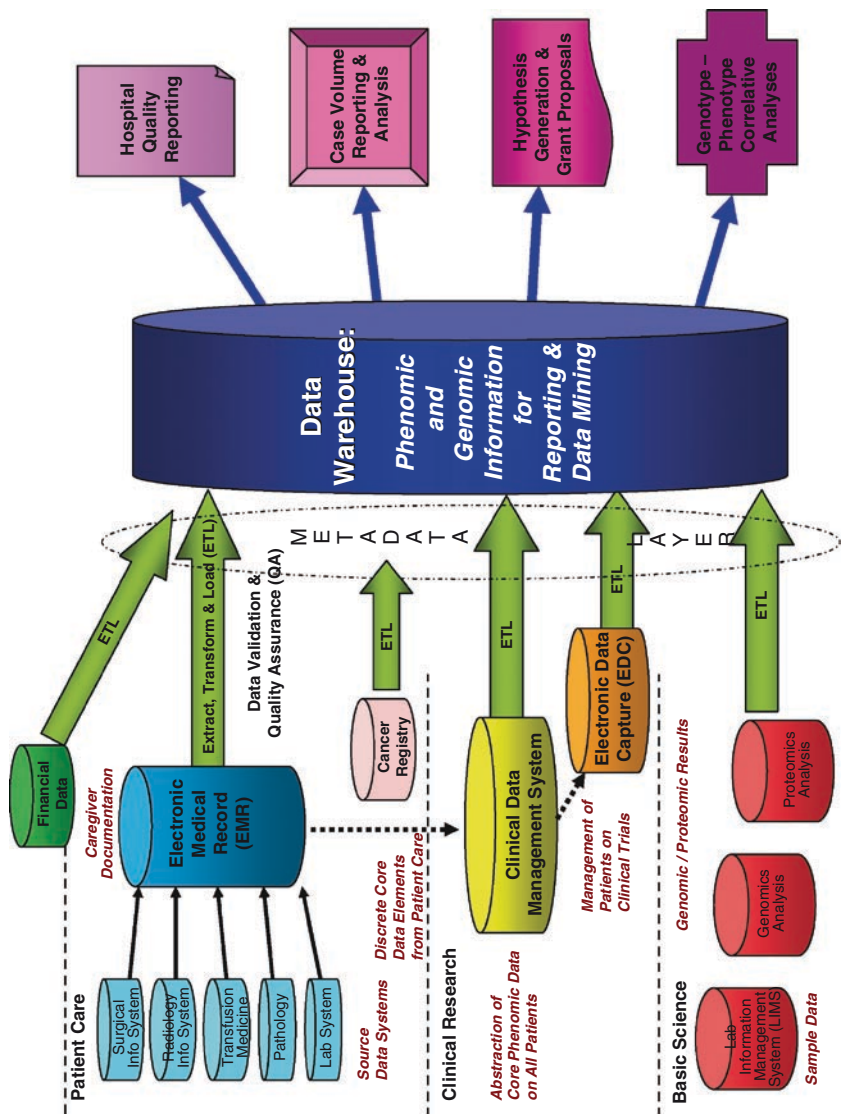 Financial
Data
ETL
Patient Care
Surgical
Info System
Radiology
Info System
Transfusion
Medicine
Pathology
Lab System
Source
Data Systems
Caregiver
Documentation
Electronic
Medical
Record
(EMR)
Extract, Transform & Load (ETL)
Data Validation &
Quality Assurance (QA)
Discrete Core
Data Elements
from Patient Care
Cancer
Registry
ETL
METADATA
LAYER
Clinical Research
Abstraction of
Core Phenomic Data
on All Patients
Clinical Data
Management System
ETL
Management of
Patients on
Clinical Trials
Electronic Data
Capture (EDC)
ETL
Basic Science
Lab
Information
Management
System (LIMS
Sample Data
Genomic / Proteomic Results
Genomics
Analysis
Proteomics
Analysis
ETL
Data
Warehouse:
Phenomic
and
Genomic
Information
for
Reporting &
Data Mining
Hospital
Quality
Reporting
Case Volume
Reporting &
Analysis
Hypothesis
Generation &
Grant Proposals
Genotype –
Phenotype
Correlative
Analyses